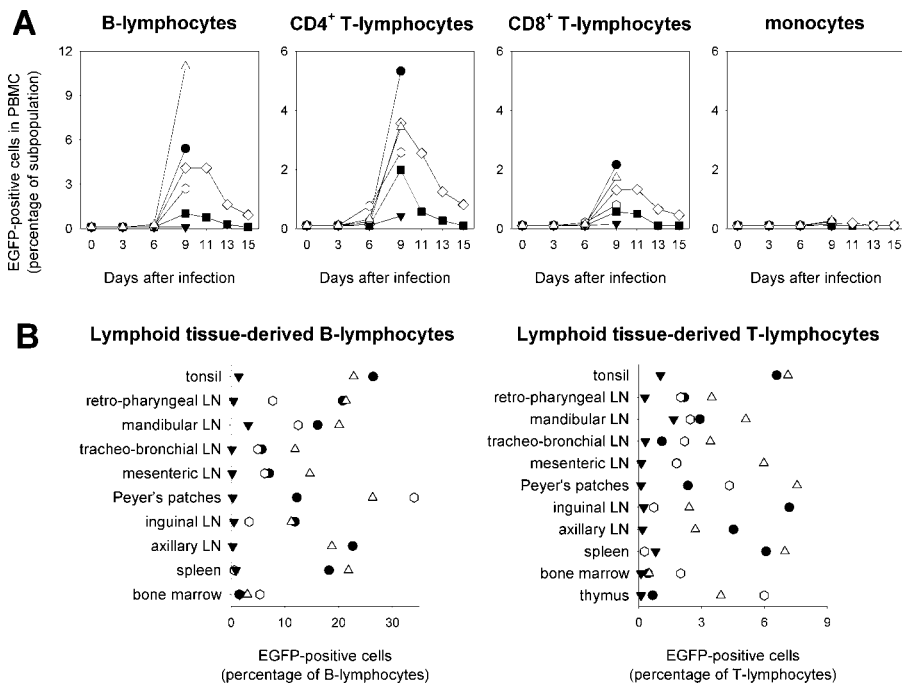 A
B-lymphocytes
CD4+ T-lymphocytes
CD8+ T-lymphocytes
monocytes
EGFP-positive cells in PBMC
(percentage of subpopulation)
12
9
6
3
0
0 3 6 9 11 13 15
Days after infection
6
4
2
0
0 3 6 9 11 13 15
Days after infection
6
4
2
0
0 3 6 9 11 13 15
Days after infection
6
4
2
0
0 3 6 9 11 13 15
Days after infection
B
Lymphoid tissue-derived B-lymphocytes
tonsil
retro-pharyngeal LN
mandibular LN
tracheo-bronchial LN
mesenteric LN
Peyer's patches
inguinal LN
axillary LN
spleen
bone marrow
0 10 20 30
EGFP-positive cells
(percentage of B-lymphocytes)
Lymphoid tissue-derived T-lymphocytes
tonsil
retro-pharyngeal LN
mandibular LN
tracheo-bronchial LN
mesenteric LN
Peyer's patches
inguinal LN
axillary LN
spleen
bone marrow
thymus
0 3 6 9
EGFP-positive cells
(percentage of T-lymphocytes)